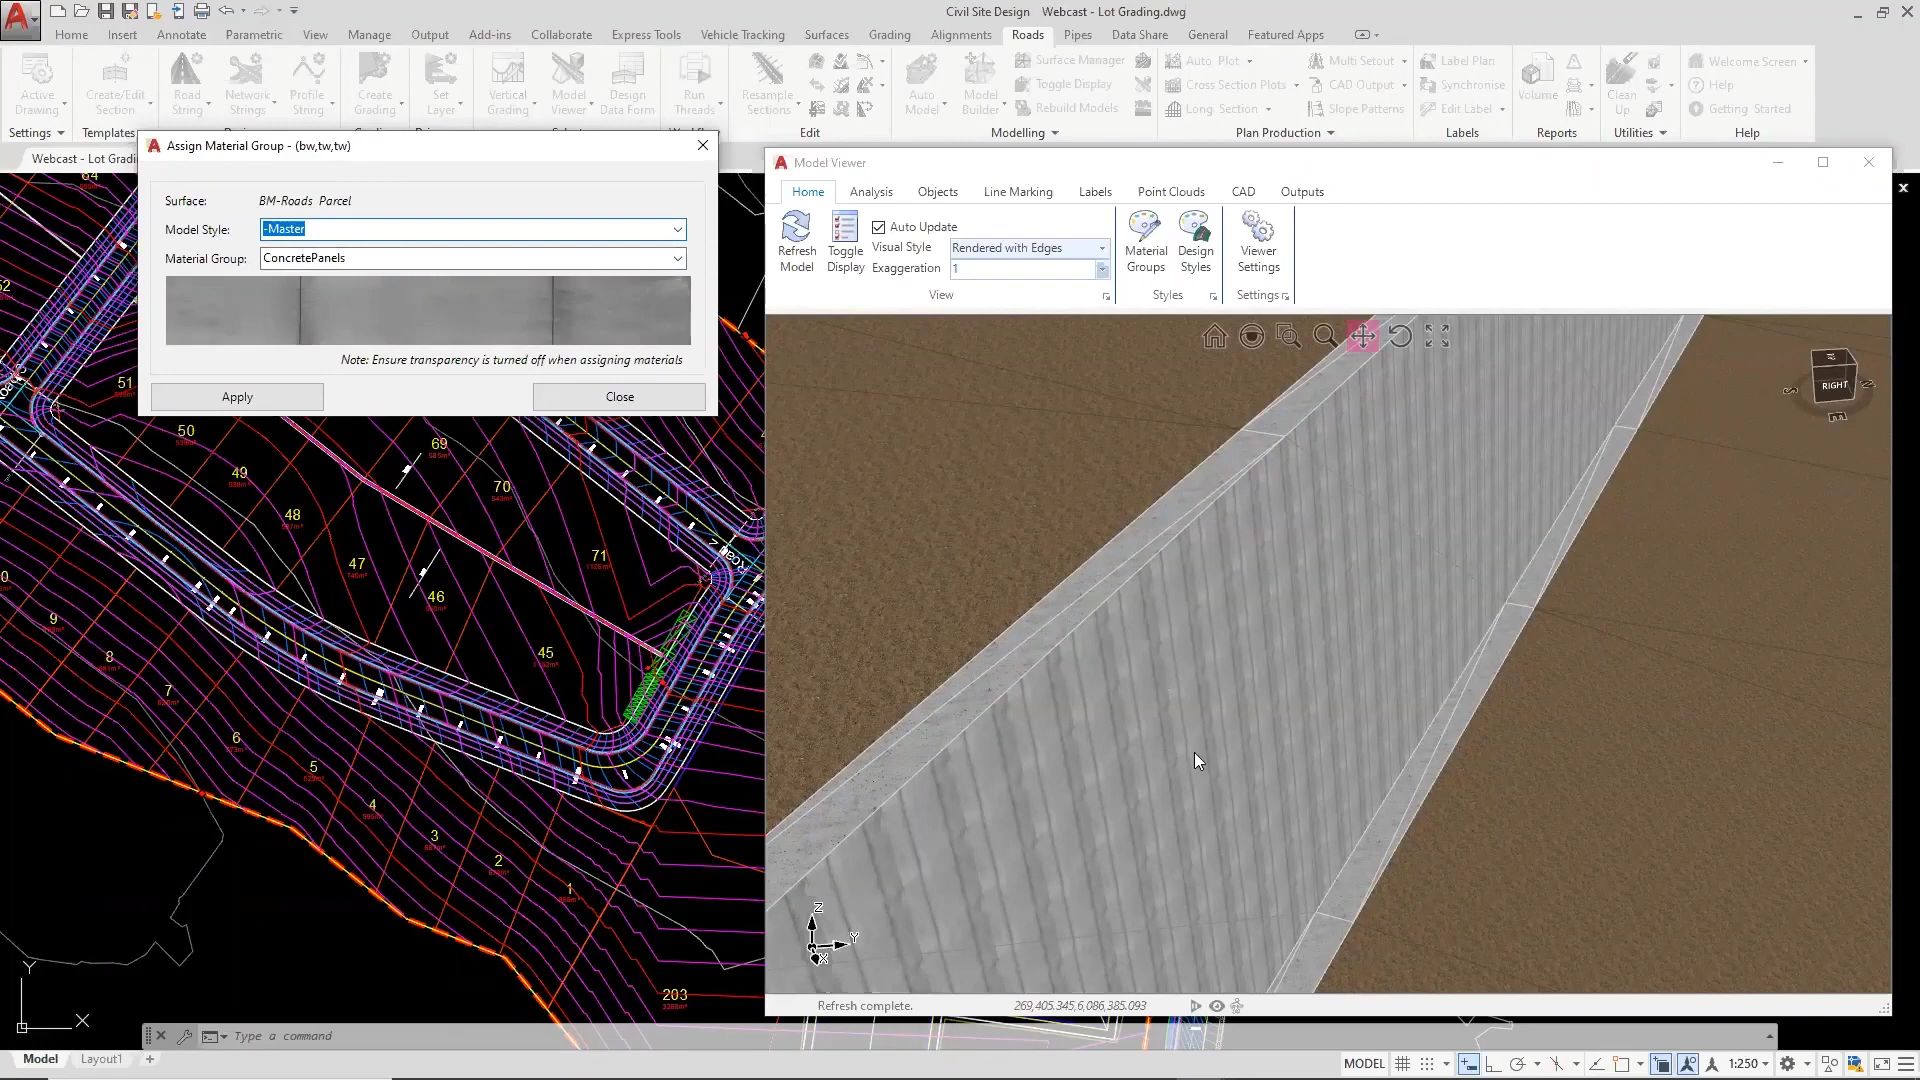 Civil Site Design Webcast - Lot Grading.dwg
Home Insert Annotate Parametric View Manage Output Add-ins Collaborate Express Tools Vehicle Tracking Surfaces Grading Alignments Roads Pipes Data Share General Featured Apps
Active Drawing
Create/Edit Section
Road String
Network Strings
Profile String
Create Grading
Set Layer
Vertical Grading
Model Viewer
Design Data Form
Run Threads
Resample Sections
Auto Model
Model Builder
Surface Manager
Toggle Display
Rebuild Models
Auto Plot
Cross Section Plots
Long Section
Multi Setout
CAD Output
Slope Patterns
Label Plan
Synchronise
Edit Label
Volume
Clean Up
Welcome Screen
Help
Getting Started
Settings Templates Edit Modelling Plan Production Labels Reports Utilities Help
Webcast - Lot Gradi
Assign Material Group - (bw,tw,tw)
Surface: BM-Roads Parcel
Model Style: -Master
Material Group: ConcretePanels
Note: Ensure transparency is turned off when assigning materials
Apply Close
Model Viewer
Home Analysis Objects Line Marking Labels Point Clouds CAD Outputs
Refresh Model
Toggle Display
Auto Update
Visual Style Rendered with Edges
Exaggeration 1
Material Groups
Design Styles
Viewer Settings
View Styles Settings
RIGHT
N
S
E
64
52
51
50
49
48
47
46
45
69
70
71
9
8
7
6
5
4
3
2
1
203
Z
Y
X
Refresh complete. 269,405.345,6,086,385.093
Y
X
Type a command
Model Layout1 +
MODEL 1:250